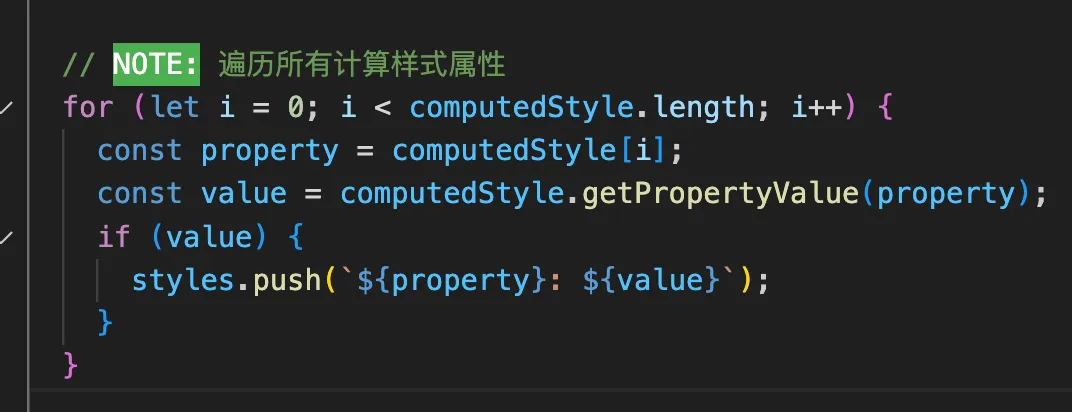 // NOTE: 遍历所有计算样式属性
for (let i = 0; i < computedStyle.length; i++) {
  const property = computedStyle[i];
  const value = computedStyle.getPropertyValue(property);
  if (value) {
    styles.push(`${property}: ${value}`);
  }
}